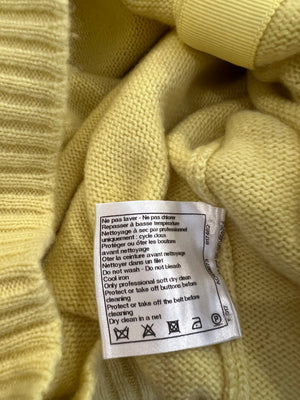 Ne pas laver - Ne pas chlorer
Repasser à basse température
Nettoyage à sec par professionnel
uniquement : cycle doux
Protéger ou ôter les boutons
avant nettoyage
Oter la ceinture avant nettoyage
Nettoyer dans un filet
Do not wash - Do not bleach
Cool iron
Only professional soft dry clean
Protect or take off buttons before
cleaning
Protect or take off the belt before
cleaning
Dry clean in a net
P